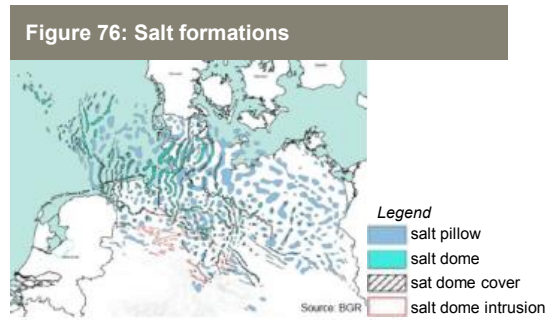 Figure 76: Salt formations
Legend
salt pillow
salt dome
sat dome cover
salt dome intrusion
Source: BGR